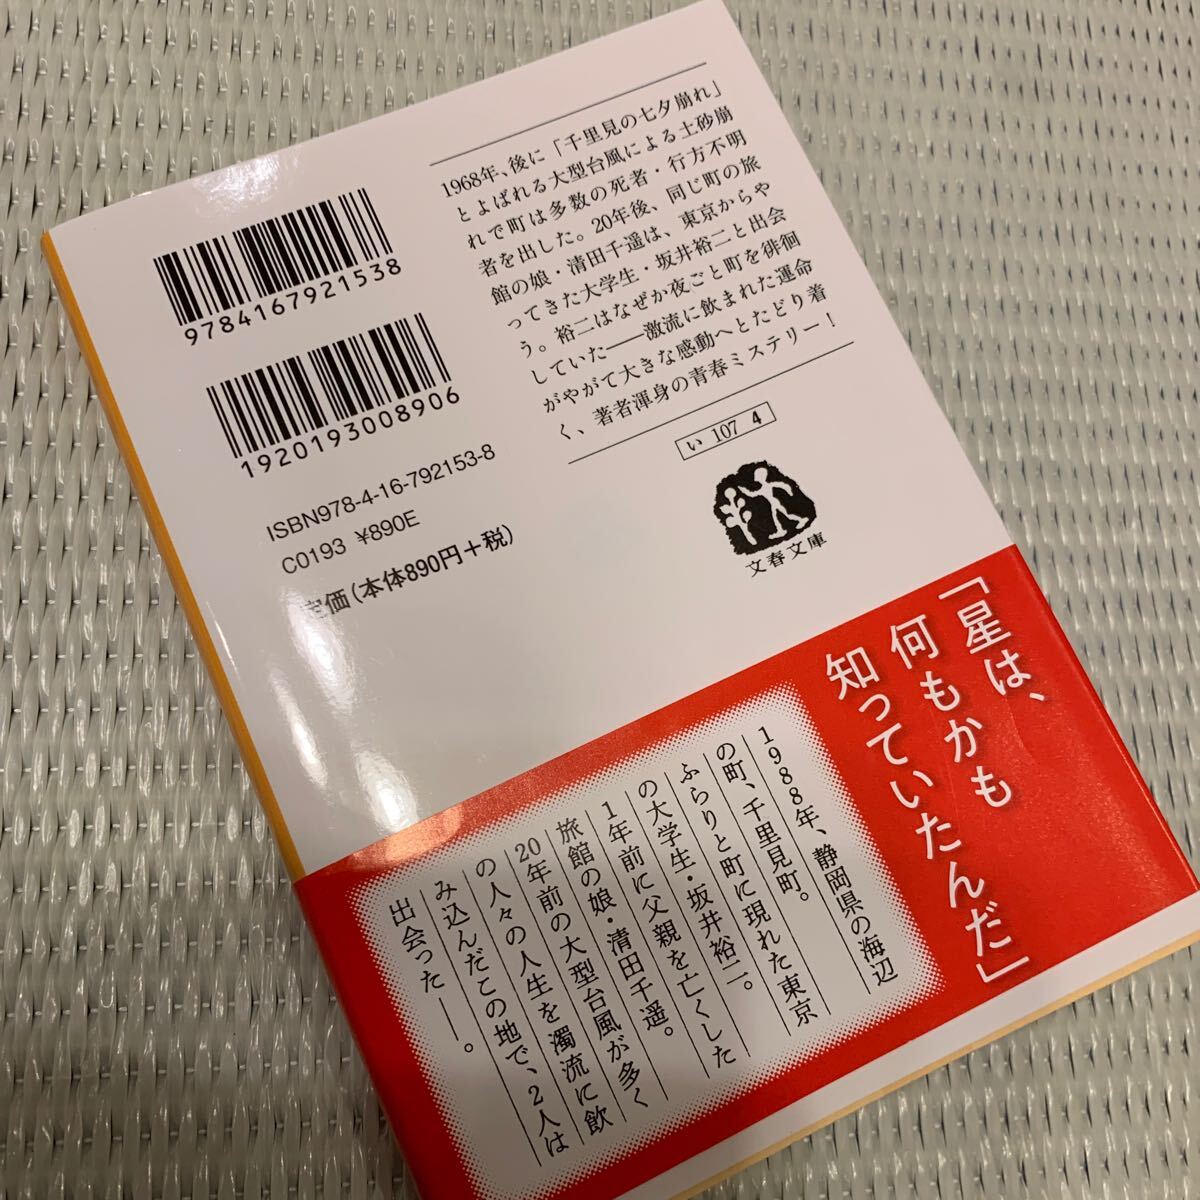 9784167921538
1920193008906
ISBN978-4-16-792153-8
C0193 ¥890E
定価（本体890円＋税）
1968年、後に「千里見の七夕崩れ」
とよばれる大型台風による土砂崩
れで町は多数の死者・行方不明
者を出した。20年後、同じ町の旅
館の娘・清田千遥は、東京からや
ってきた大学生・坂井裕二と出会
う。裕二はなぜか夜ごと町を徘徊
していた――激流に飲まれた運命
がやがて大きな感動へとたどり着
く、著者渾身の青春ミステリー！
い 107 4
文春文庫
「星は、
何もかも
知っていたんだ」
1988年、静岡県の海辺
の町、千里見町。
ふらりと町に現れた東京
の大学生・坂井裕二。
1年前に父親を亡くした
旅館の娘・清田千遥。
20年前の大型台風が多く
の人々の人生を濁流に飲
み込んだこの地で、2人は
出会った――。